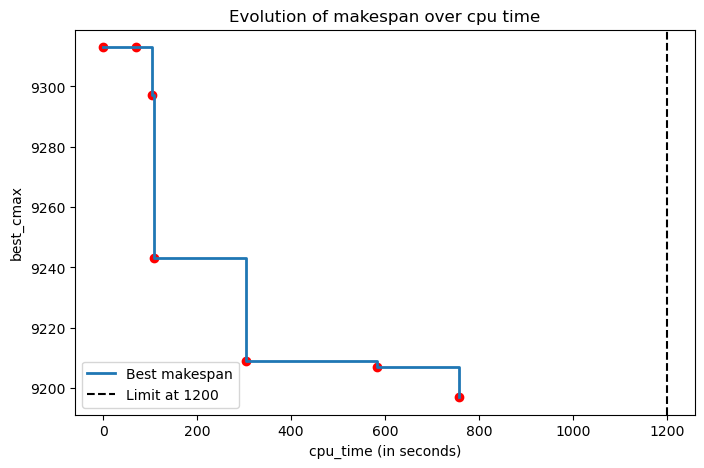 Evolution of makespan over cpu time
best_cmax
9300
9280
9260
9240
9220
9200
Best makespan
Limit at 1200
0 200 400 600 800 1000 1200
cpu_time (in seconds)